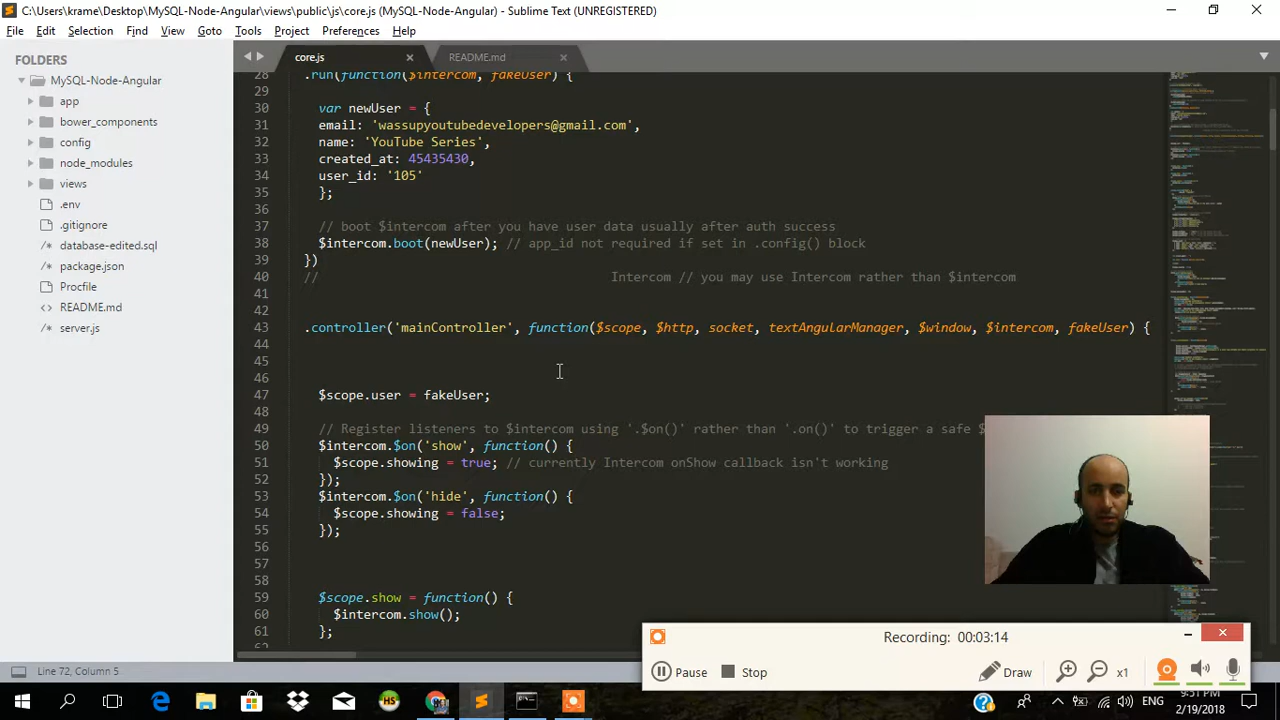 C:\Users\krame\Desktop\MySQL-Node-Angular\views\public\js\core.js (MySQL-Node-Angular) - Sublime Text (UNREGISTERED)
File Edit Selection Find View Goto Tools Project Preferences Help
FOLDERS
MySQL-Node-Angular
app
bower_components
config
node_modules
views
.env
.gitignore
database-edited.sql
package.json
Procfile
README.md
server.js
core.js README.md
28 .run(function($intercom, fakeUser) {
29
30 var newUser = {
31 email: 'wassupyoutubedevelopers@gmail.com',
32 name: 'YouTube Series',
33 created_at: 45435430,
34 user_id: '105'
35 };
36
37 // boot $intercom after you have user data usually after auth success
38 $intercom.boot(newUser); // app_id not required if set in .config() block
39 })
40 // Intercom // you may use Intercom rather than $intercom
41
42
43 .controller('mainController', function($scope, $http, socket, textAngularManager, $window, $intercom, fakeUser) {
44
45
46
47 $scope.user = fakeUser;
48
49 // Register listeners to $intercom using '.$on()' rather than '.on()' to trigger a safe $
50 $intercom.$on('show', function() {
51 $scope.showing = true; // currently Intercom onShow callback isn't working
52 });
53 $intercom.$on('hide', function() {
54 $scope.showing = false;
55 });
56
57
58
59 $scope.show = function() {
60 $intercom.show();
61 };
62
Recording: 00:03:14
Pause Stop Draw x1
Line 72, Column 5
ENG
9:51 PM
2/19/2018